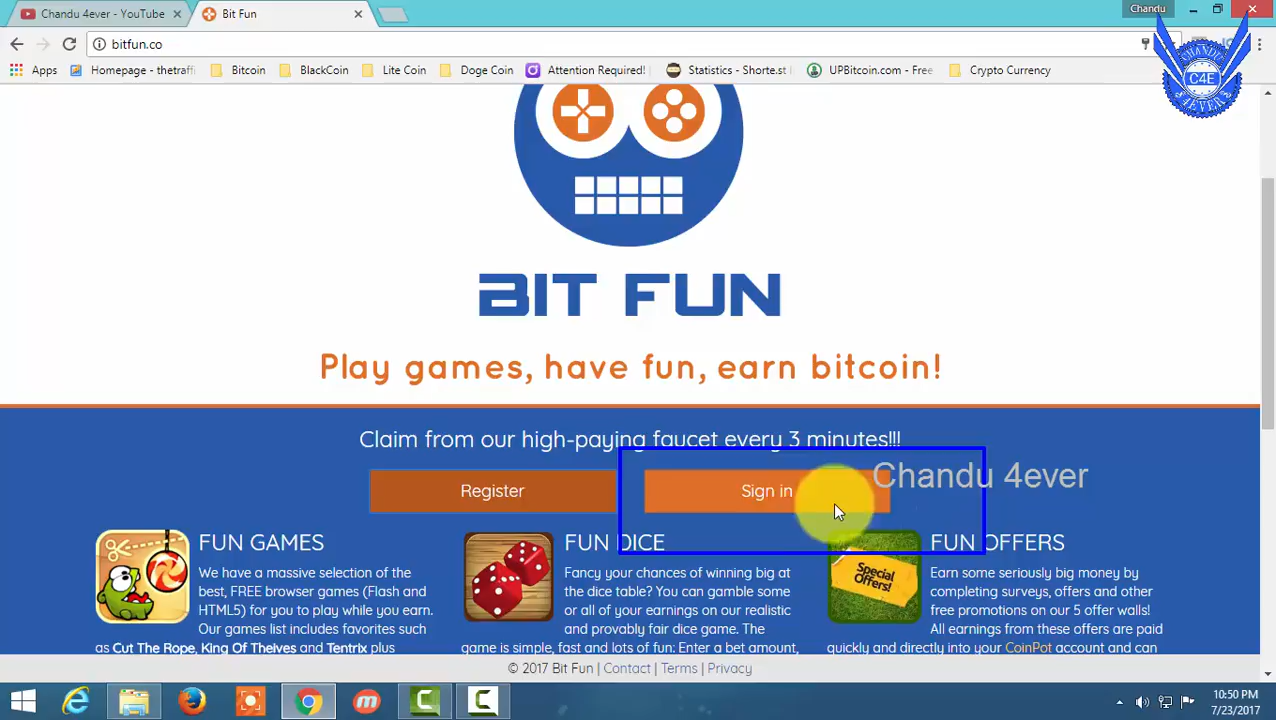 Chandu 4ever - YouTube
Bit Fun
Chandu
bitfun.co
Apps
Homepage - thetraffi
Bitcoin
BlackCoin
Lite Coin
Doge Coin
Attention Required!
Statistics - Shorte.st
UPBitcoin.com - Free
Crypto Currency
C4E
4EVER
BIT FUN
Play games, have fun, earn bitcoin!
Claim from our high-paying faucet every 3 minutes!!!
Register
Sign in
Chandu 4ever
FUN GAMES
We have a massive selection of the
best, FREE browser games (Flash and
HTML5) for you to play while you earn.
Our games list includes favorites such
as Cut The Rope, King Of Theives and Tentrix plus
FUN DICE
Fancy your chances of winning big at
the dice table? You can gamble some
or all of your earnings on our realistic
and provably fair dice game. The
game is simple, fast and lots of fun: Enter a bet amount,
Special
Offers!
FUN OFFERS
Earn some seriously big money by
completing surveys, offers and other
free promotions on our 5 offer walls!
All earnings from these offers are paid
quickly and directly into your CoinPot account and can
© 2017 Bit Fun | Contact | Terms | Privacy
10:50 PM
7/23/2017